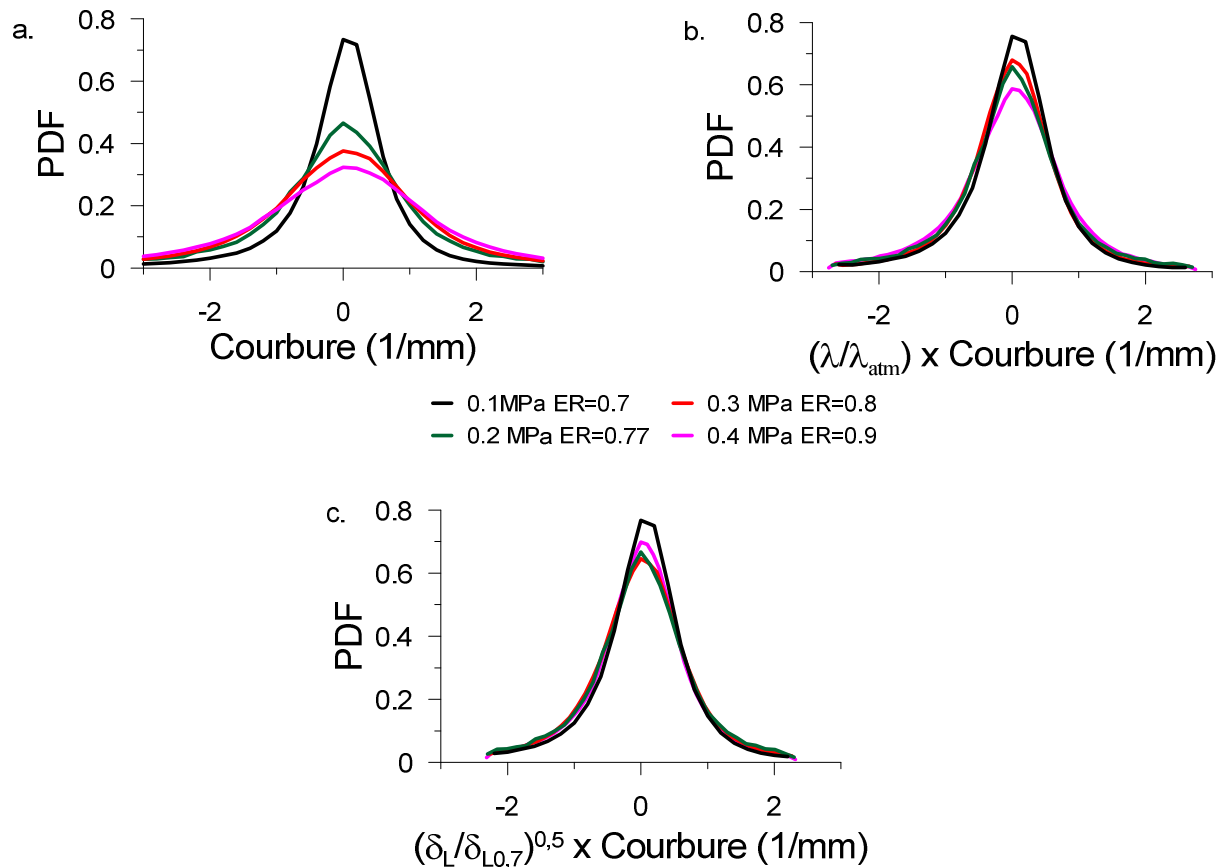 a.
0.8
0.6
0.4
0.2
0
PDF
-2 0 2
Courbure (1/mm)
b.
0.8
0.6
0.4
0.2
0
PDF
-2 0 2
(λ/λatm) x Courbure (1/mm)
0.1MPa ER=0.7 0.3 MPa ER=0.8
0.2 MPa ER=0.77 0.4 MPa ER=0.9
c.
0.8
0.6
0.4
0.2
0
PDF
-2 0 2
(δL/δL0,7)0,5 x Courbure (1/mm)